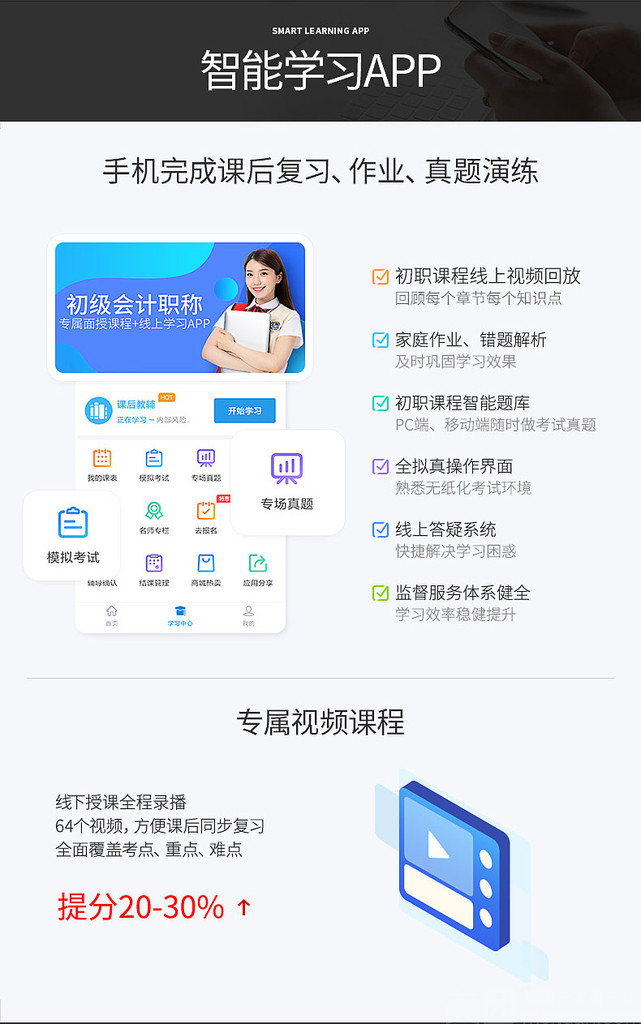 SMART LEARNING APP
智能学习APP
手机完成课后复习、作业、真题演练
初级会计职称
专属面授课程+线上学习APP
课后教辅
HOT
正在学习 – 内部风险..
开始学习
我的课表
模拟考试
专场真题
名师专栏
特惠
去报名
辅导确认
结课管理
商城热卖
应用分享
首页
学习中心
我的
专场真题
模拟考试
初职课程线上视频回放
回顾每个章节每个知识点
家庭作业、错题解析
及时巩固学习效果
初职课程智能题库
PC端、移动端随时做考试真题
全拟真操作界面
熟悉无纸化考试环境
线上答疑系统
快捷解决学习困惑
监督服务体系健全
学习效率稳健提升
专属视频课程
线下授课全程录播
64个视频，方便课后同步复习
全面覆盖考点、重点、难点
提分20-30% ↑